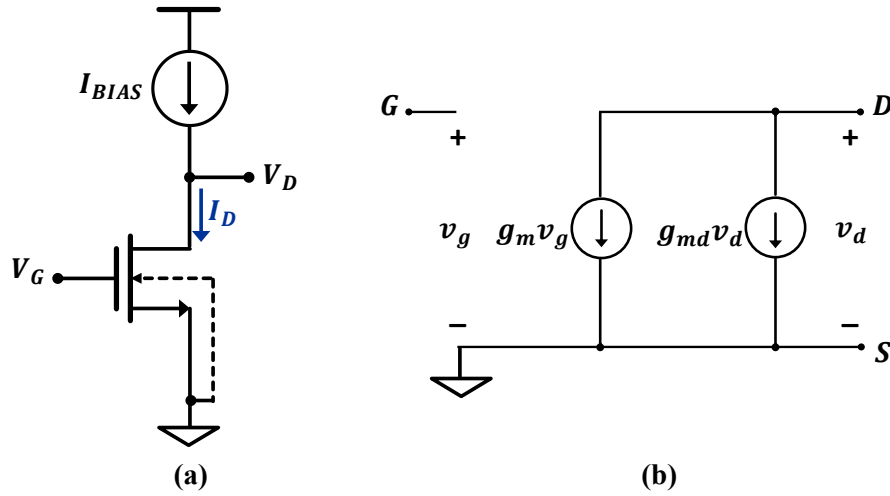 I_BIAS
V_D
I_D
V_G
(a)
G
D
+
+
v_g
g_m v_g
g_md v_d
v_d
−
−
S
(b)